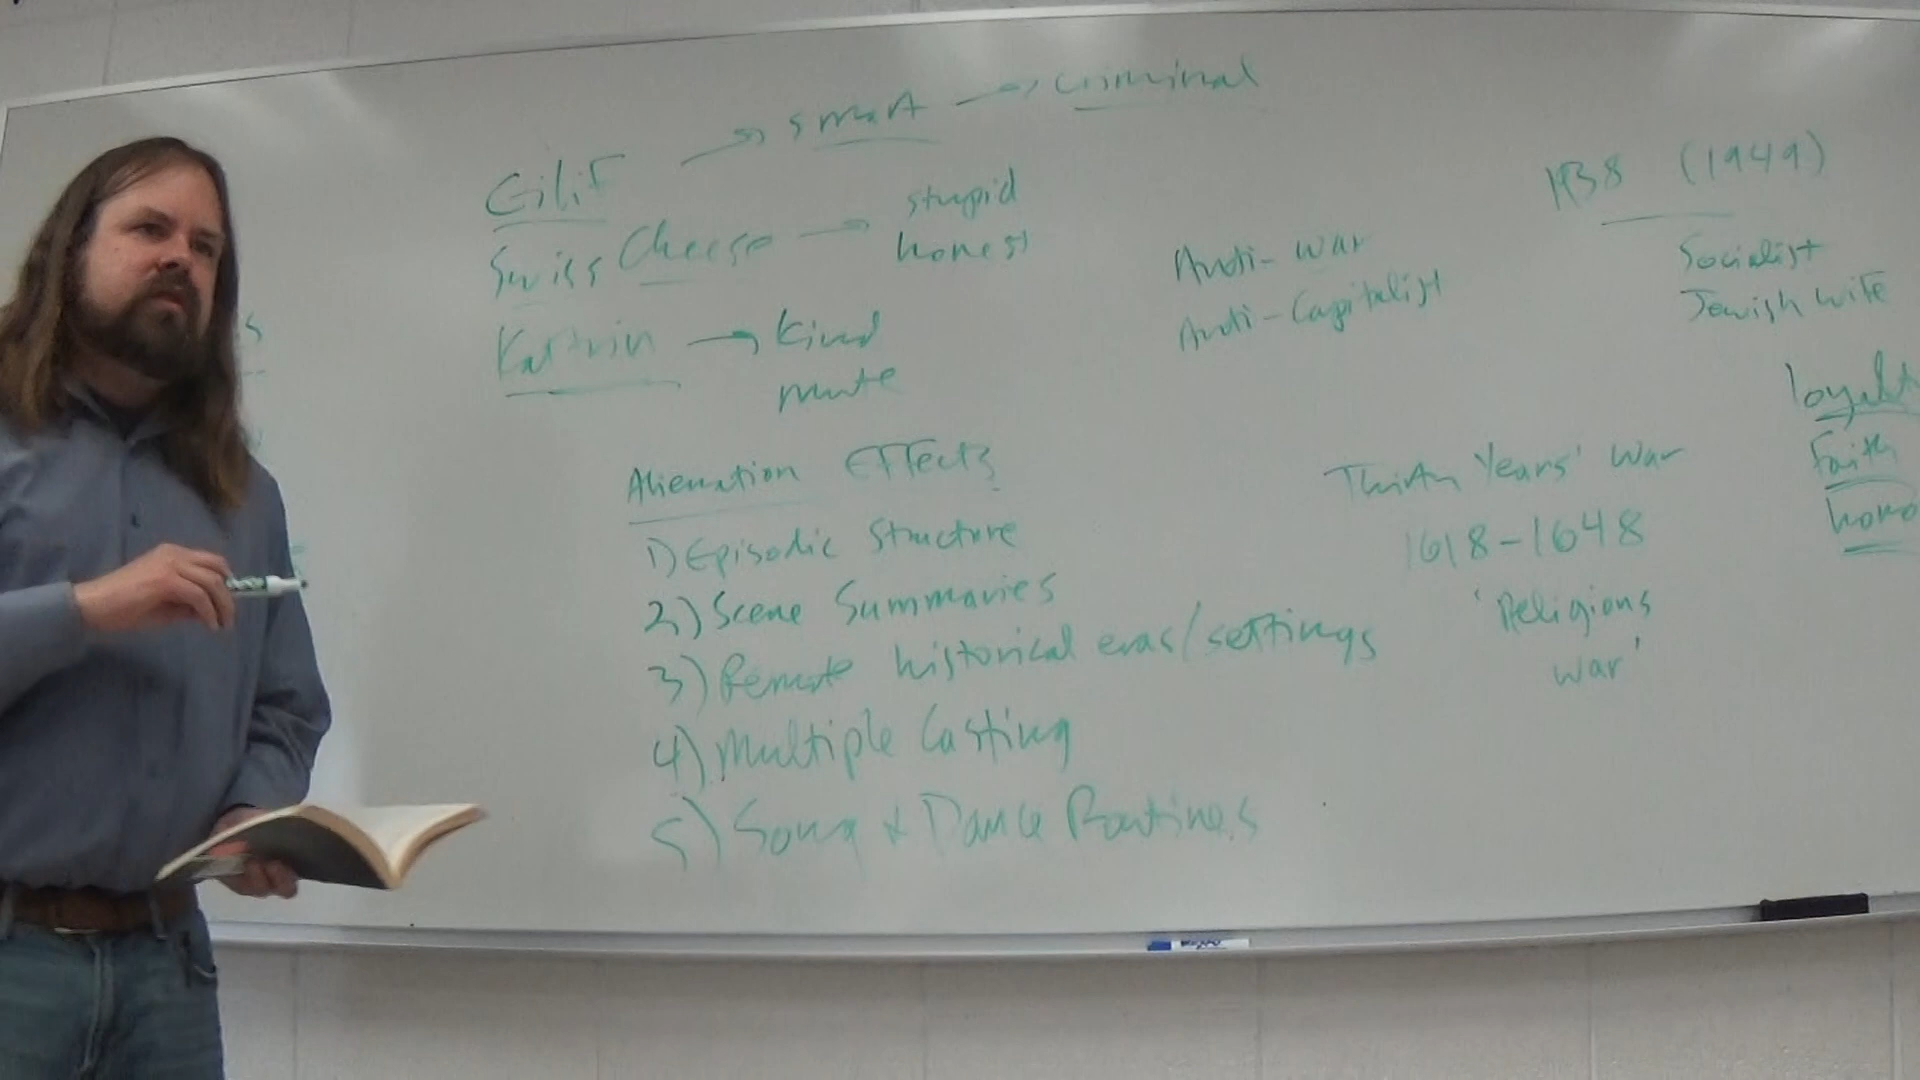 Eilif → smart → criminal
Swiss Cheese → stupid
honest
Kattrin → kind
mute
Anti-war
Anti-Capitalist
1938 (1949)
Socialist
Jewish wife
loyalt
Faith
hono
Alienation Effects
1) Episodic Structure
2) Scene Summaries
3) Remote historical eras/settings
4) Multiple Casting
5) Song & Dance Routines
Thirty Years' War
1618-1648
'Religious
war'